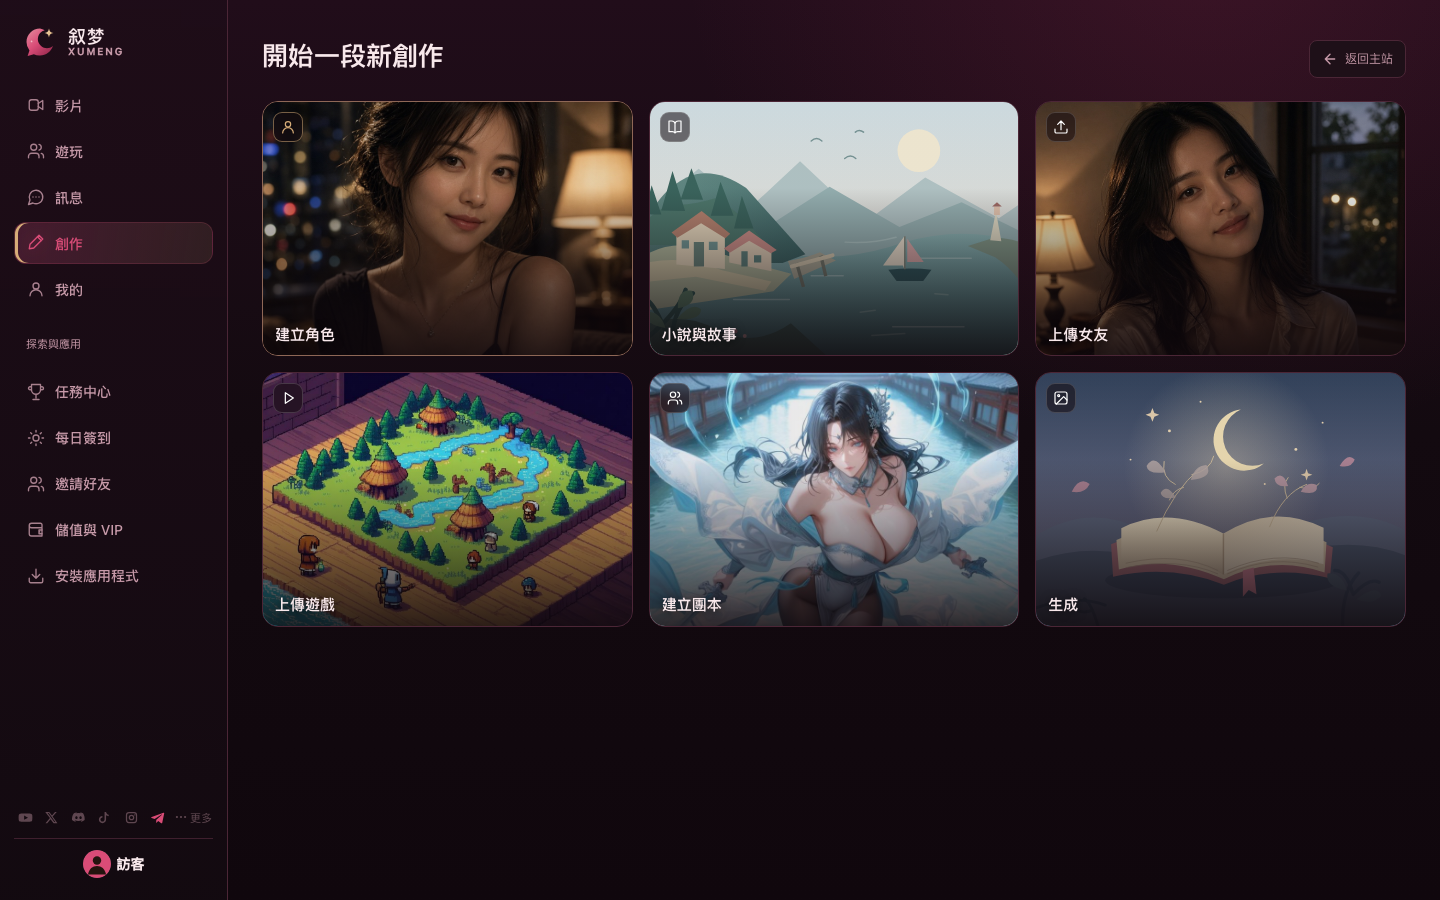 叙梦
XUMENG
影片
遊玩
訊息
創作
我的
探索與應用
任務中心
每日簽到
邀請好友
儲值與 VIP
安裝應用程式
更多
訪客
開始一段新創作
返回主站
建立角色
小說與故事
上傳女友
上傳遊戲
建立團本
生成